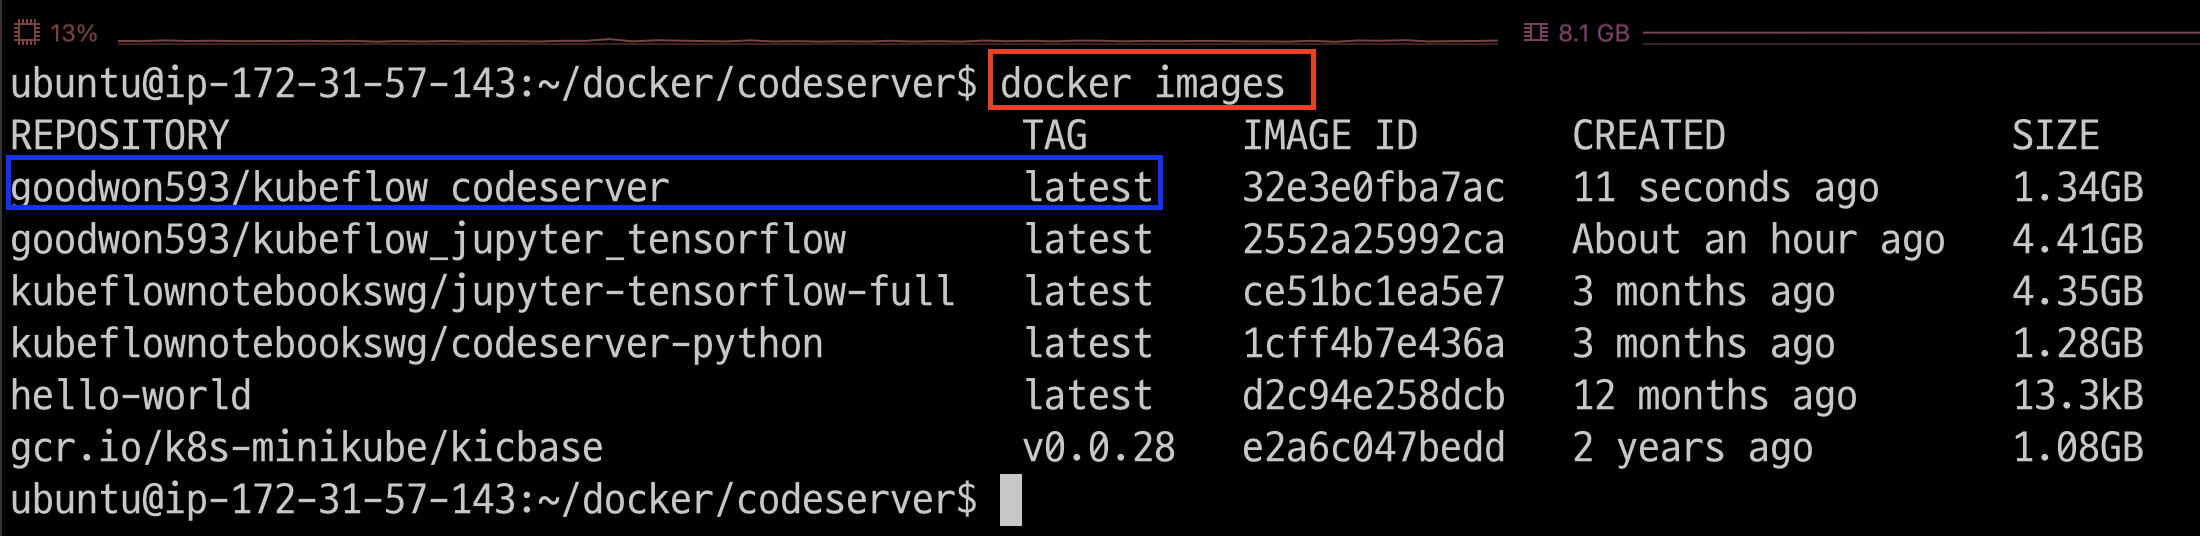 13% 8.1 GB
ubuntu@ip-172-31-57-143:~/docker/codeserver$ docker images
REPOSITORY TAG IMAGE ID CREATED SIZE
goodwon593/kubeflow_codeserver latest 32e3e0fba7ac 11 seconds ago 1.34GB
goodwon593/kubeflow_jupyter_tensorflow latest 2552a25992ca About an hour ago 4.41GB
kubeflownotebookswg/jupyter-tensorflow-full latest ce51bc1ea5e7 3 months ago 4.35GB
kubeflownotebookswg/codeserver-python latest 1cff4b7e436a 3 months ago 1.28GB
hello-world latest d2c94e258dcb 12 months ago 13.3kB
gcr.io/k8s-minikube/kicbase v0.0.28 e2a6c047bedd 2 years ago 1.08GB
ubuntu@ip-172-31-57-143:~/docker/codeserver$